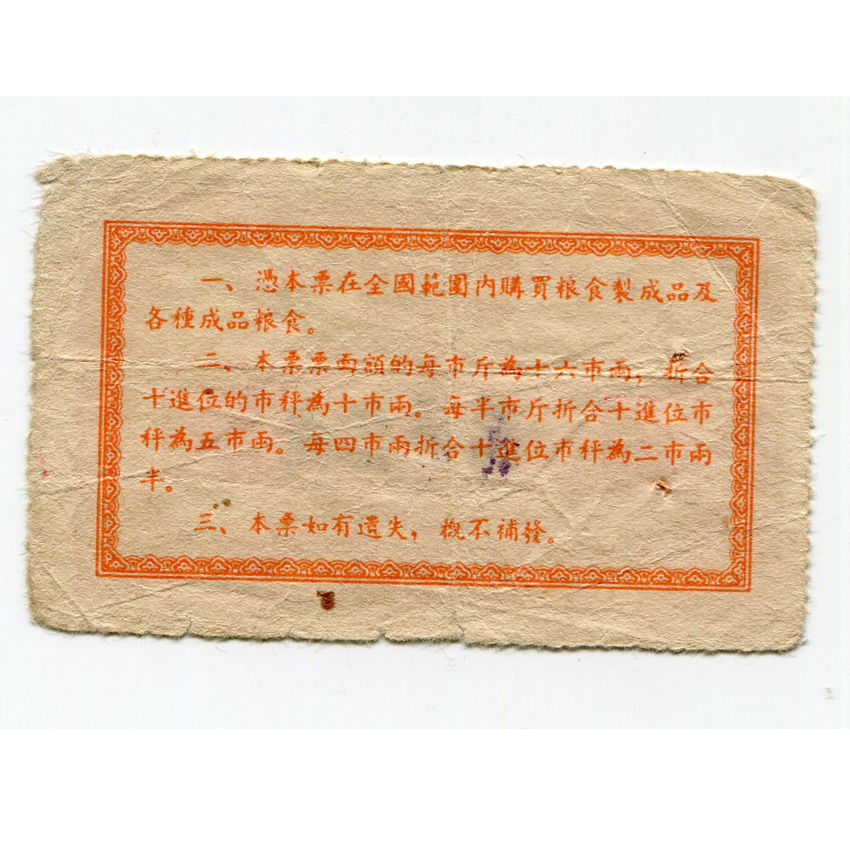 一、憑本票在全國範圍内購買粮食製成品及
各種成品粮食。
二、本票票面額的每市斤為十六市兩，折合
十進位的市秤為十市兩。每半市斤折合十進位市
秤為五市兩。每四市兩折合十進位市秤為二市兩
半。
三、本票如有遺失，概不補發。